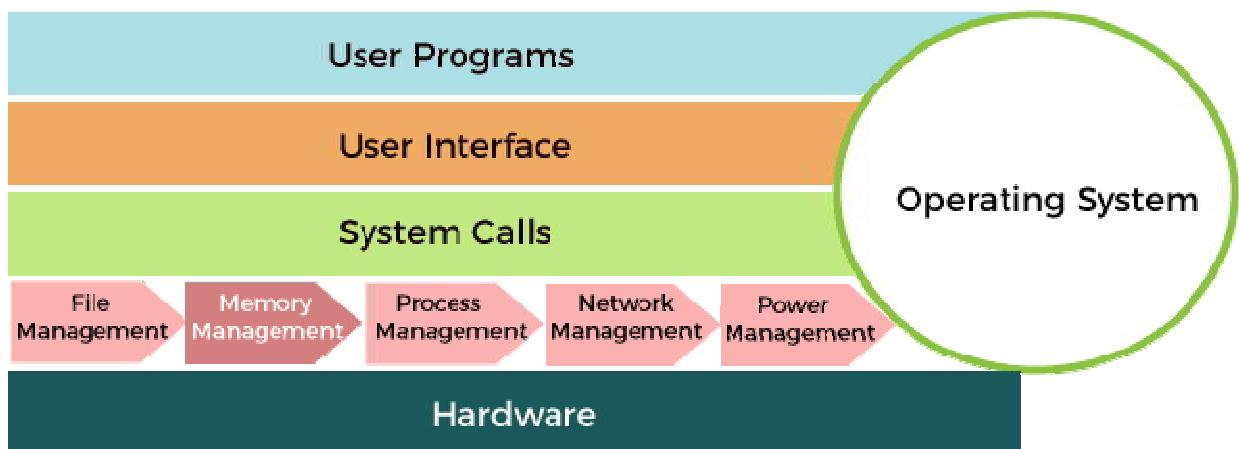 User Programs
User Interface
Operating System
System Calls
File
Management
Memory
Management
Process
Management
Network
Management
Power
Management
Hardware